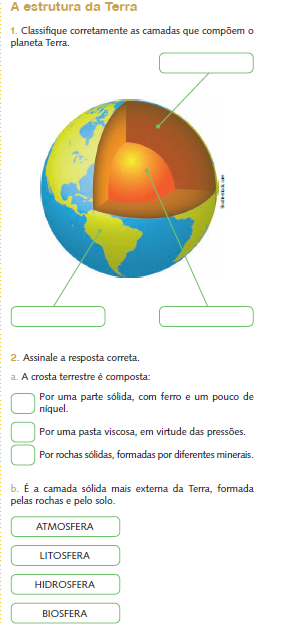 A estrutura da Terra
1. Classifique corretamente as camadas que compõem o
planeta Terra.
Shutterstock.com
2. Assinale a resposta correta.
a. A crosta terrestre é composta:
Por uma parte sólida, com ferro e um pouco de
níquel.
Por uma pasta viscosa, em virtude das pressões.
Por rochas sólidas, formadas por diferentes minerais.
b. É a camada sólida mais externa da Terra, formada
pelas rochas e pelo solo.
ATMOSFERA
LITOSFERA
HIDROSFERA
BIOSFERA